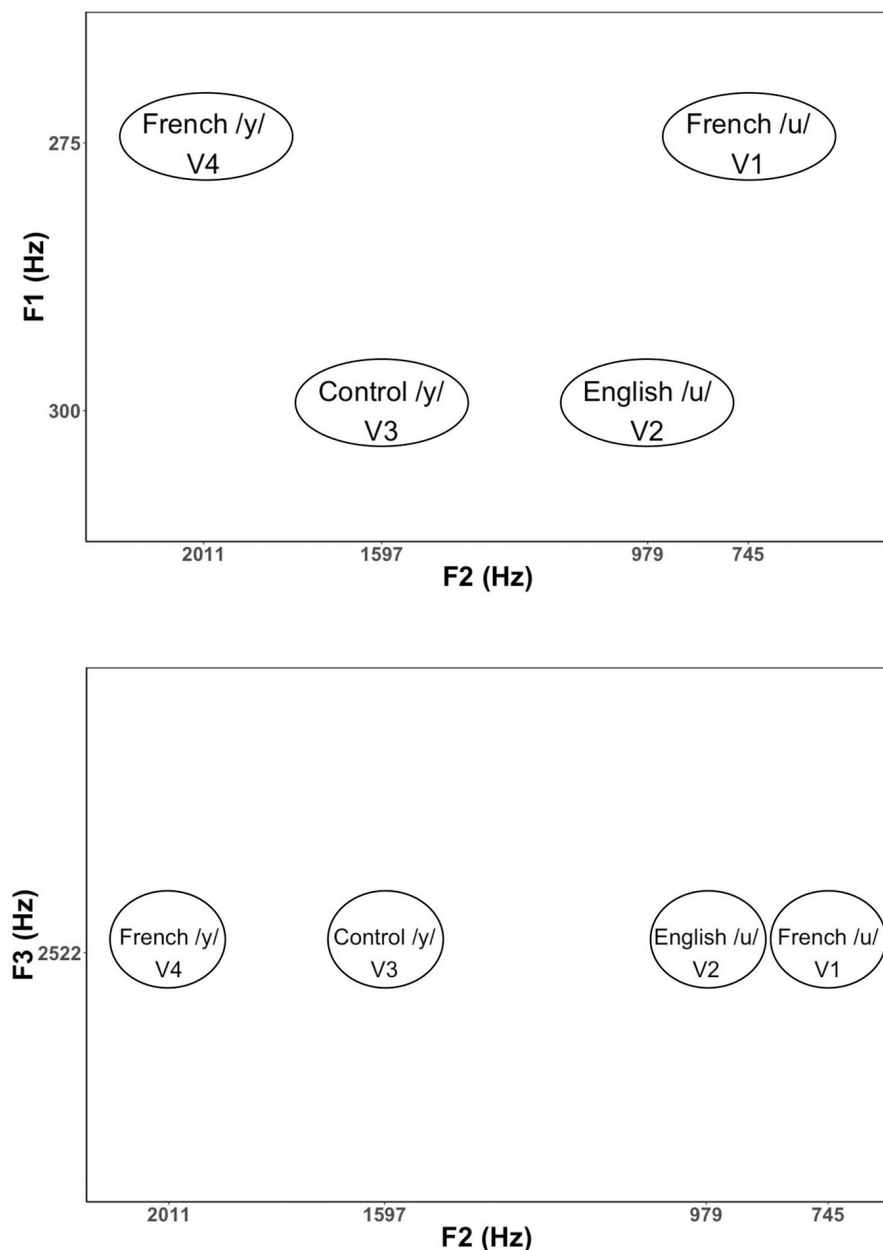 French /y/
V4
French /u/
V1
275
F1 (Hz)
Control /y/
V3
English /u/
V2
300
2011
1597
979
745
F2 (Hz)
F3 (Hz)
2522
French /y/
V4
Control /y/
V3
English /u/
V2
French /u/
V1
2011
1597
979
745
F2 (Hz)